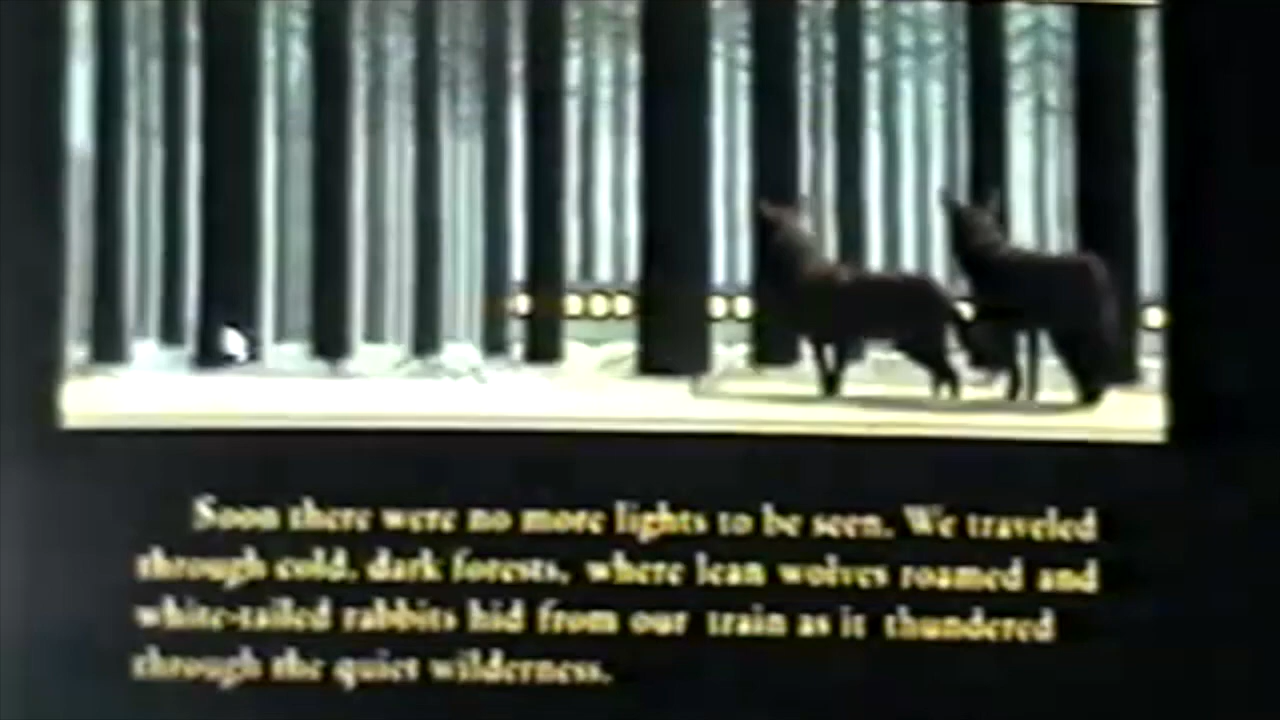 Soon there were no more lights to be seen. We traveled
through cold, dark forests, where lean wolves roamed and
white-tailed rabbits hid from our train as it thundered
through the quiet wilderness.